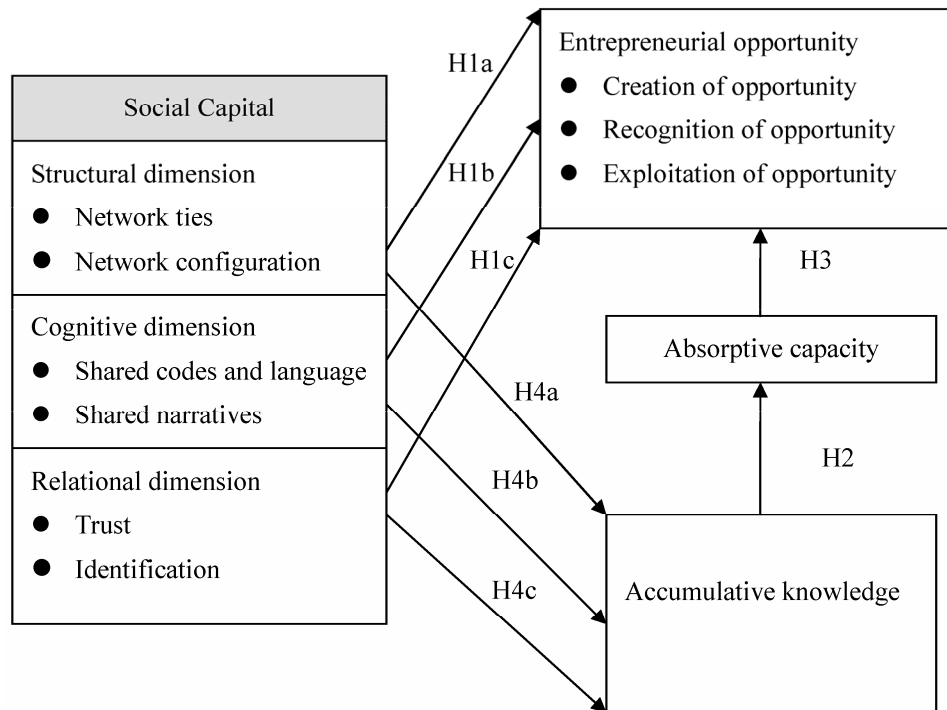 Social Capital
Structural dimension
● Network ties
● Network configuration
Cognitive dimension
● Shared codes and language
● Shared narratives
Relational dimension
● Trust
● Identification
H1a
H1b
H1c
H4a
H4b
H4c
Entrepreneurial opportunity
● Creation of opportunity
● Recognition of opportunity
● Exploitation of opportunity
H3
Absorptive capacity
H2
Accumulative knowledge